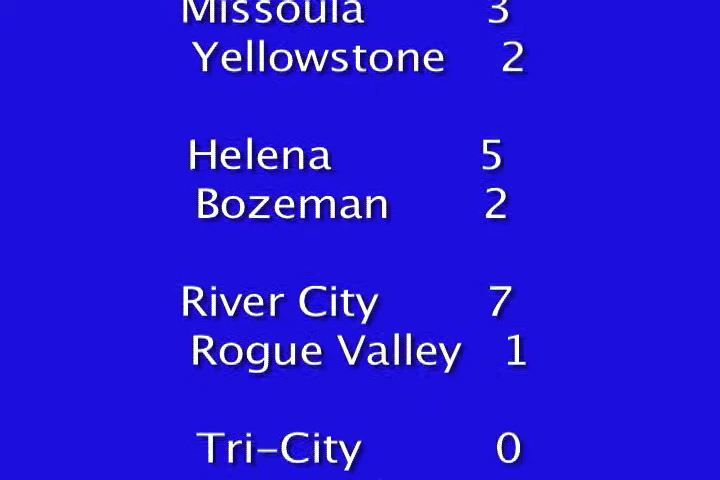 Missoula 3
Yellowstone 2
Helena 5
Bozeman 2
River City 7
Rogue Valley 1
Tri-City 0